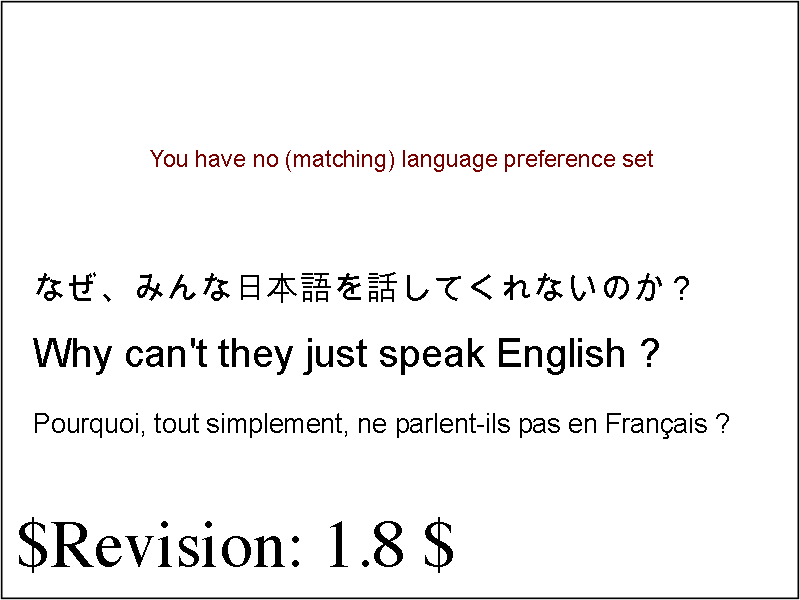 You have no (matching) language preference set
なぜ、みんな日本語を話してくれないのか？
Why can't they just speak English ?
Pourquoi, tout simplement, ne parlent-ils pas en Français ?
$Revision: 1.8 $